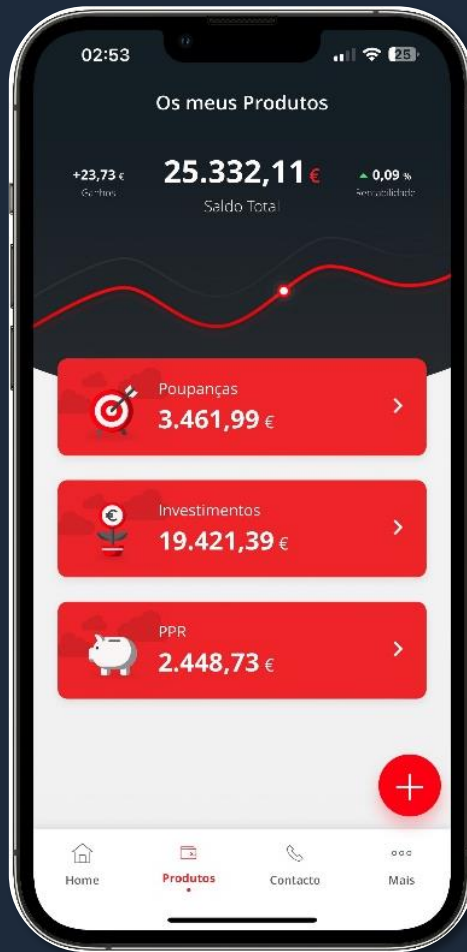 02:53
25
Os meus Produtos
+23,73 €
Ganhos
25.332,11 €
Saldo Total
0,09 %
Rentabilidade
Poupanças
3.461,99 €
€
Investimentos
19.421,39 €
PPR
2.448,73 €
Home
Produtos
Contacto
Mais